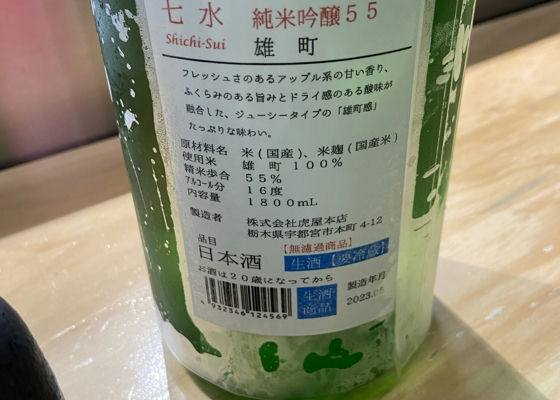 七水 純米吟醸55
Shichi-Sui 雄町
フレッシュさのあるアップル系の甘い香り、
ふくらみのある旨みとドライ感のある酸味が
融合した、ジューシータイプの「雄町感」
たっぷりな味わい。
原材料名 米(国産)、米麹(国産米)
使用米 雄町100%
精米歩合 55%
アルコール分 16度
内容量 1800mL
製造者 株式会社虎屋本店
栃木県宇都宮市本町4-12
品目 【無濾過商品】
日本酒 生酒【要冷蔵】
お酒は20歳になってから
生酒 製造年月
商品 2023.05
4932346124569